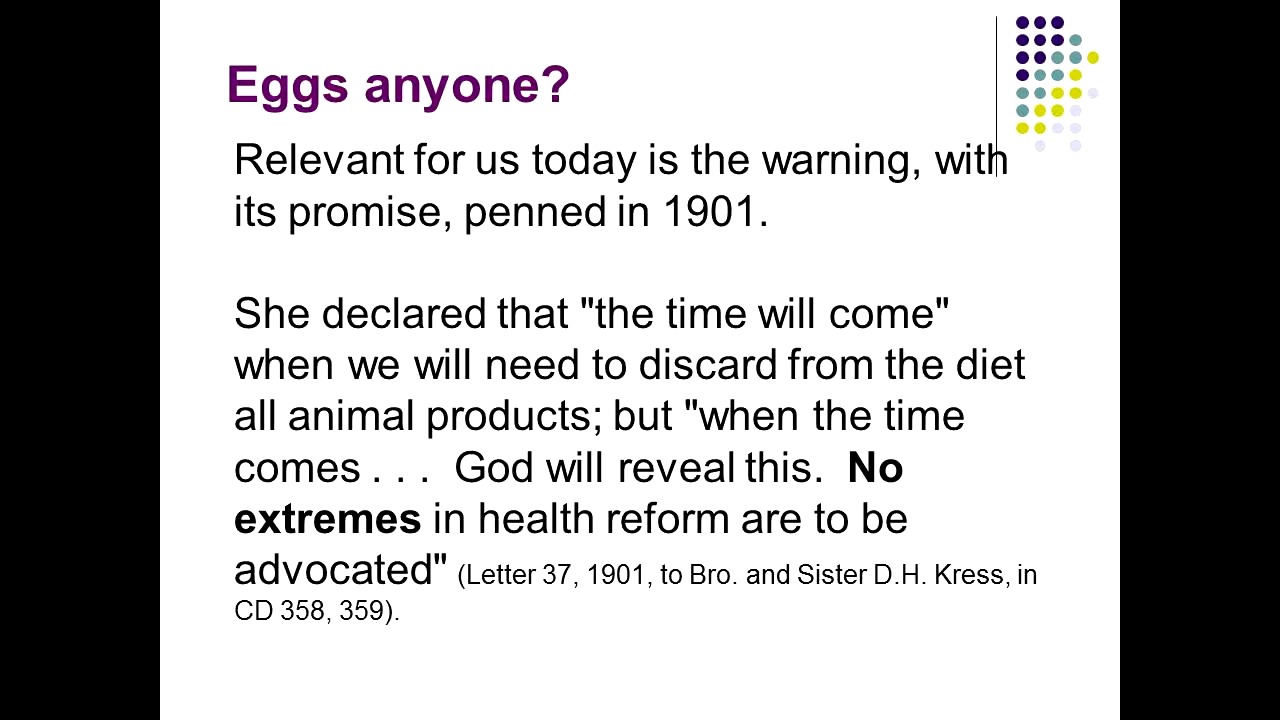 Eggs anyone?
Relevant for us today is the warning, with
its promise, penned in 1901.
She declared that "the time will come"
when we will need to discard from the diet
all animal products; but "when the time
comes . . .  God will reveal this.  No
extremes in health reform are to be
advocated" (Letter 37, 1901, to Bro. and Sister D.H. Kress, in
CD 358, 359).